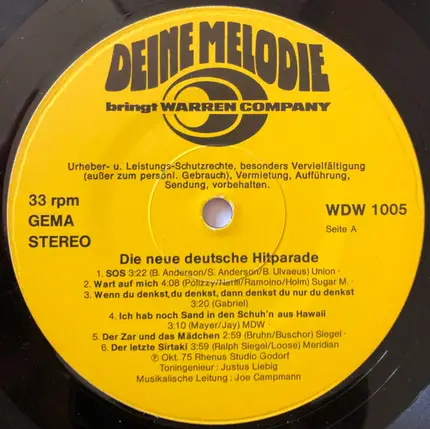 DEINE MELODIE
bringt WARREN COMPANY
Urheber- u. Leistungs-Schutzrechte, besonders Vervielfältigung
(außer zum persönl. Gebrauch), Vermietung, Aufführung,
Sendung, vorbehalten.
33 rpm
GEMA
STEREO
WDW 1005
Seite A
Die neue deutsche Hitparade
1. SOS 3:22 (B. Anderson/S. Anderson/B. Ulvaeus) Union ·
2. Wart auf mich 4:08 (Polizzy/Natili/Ramoino/Holm) Sugar M. ·
3. Wenn du denkst, du denkst, dann denkst du nur du denkst
3:20 (Gabriel)
4. Ich hab noch Sand in den Schuh'n aus Hawaii
3:10 (Mayer/Jay) MDW ·
5. Der Zar und das Mädchen 2:59 (Bruhn/Buschor) Siegel ·
6. Der letzte Sirtaki 3:59 (Ralph Siegel/Loose) Meridian
Ⓟ Okt. 75 Rhenus Studio Godorf
Toningenieur: Justus Liebig
Musikalische Leitung: Joe Campmann